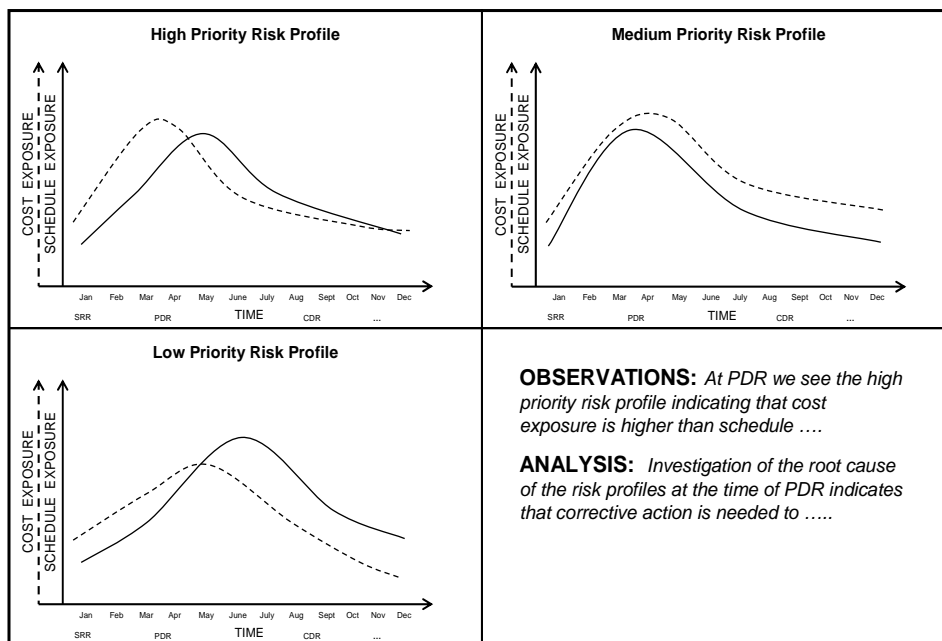 High Priority Risk Profile
COST EXPOSURE
SCHEDULE EXPOSURE
Jan Feb Mar Apr May June July Aug Sept Oct Nov Dec
SRR PDR TIME CDR ...
Medium Priority Risk Profile
COST EXPOSURE
SCHEDULE EXPOSURE
Jan Feb Mar Apr May June July Aug Sept Oct Nov Dec
SRR PDR TIME CDR ...
Low Priority Risk Profile
COST EXPOSURE
SCHEDULE EXPOSURE
Jan Feb Mar Apr May June July Aug Sept Oct Nov Dec
SRR PDR TIME CDR ...
OBSERVATIONS: At PDR we see the high
priority risk profile indicating that cost
exposure is higher than schedule ….
ANALYSIS: Investigation of the root cause
of the risk profiles at the time of PDR indicates
that corrective action is needed to …..